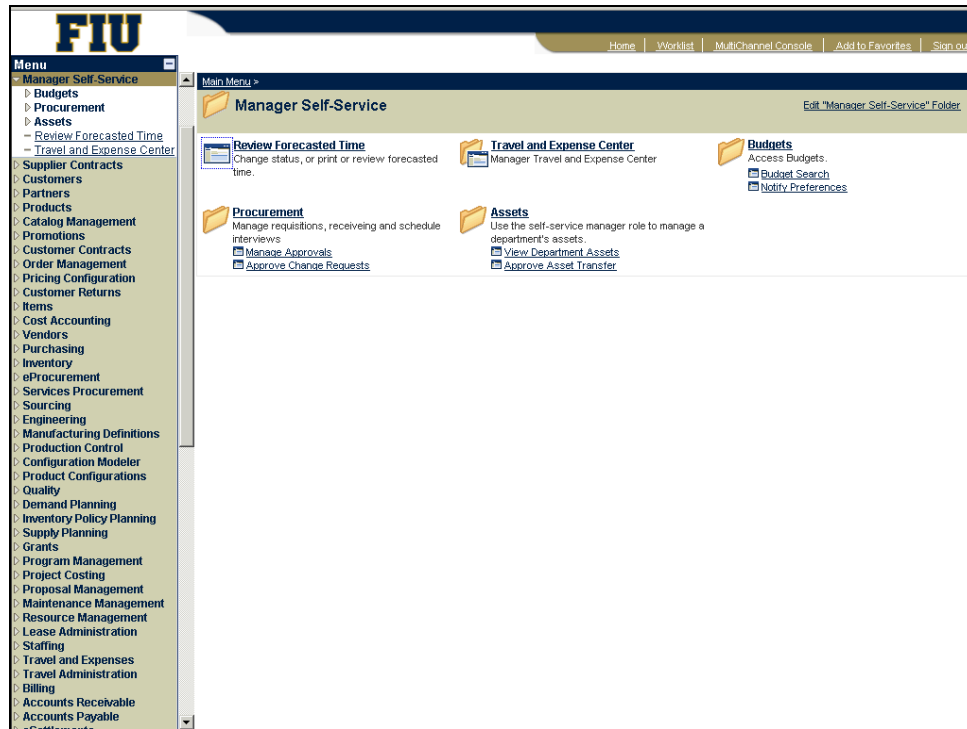 FIU
Home | Worklist | MultiChannel Console | Add to Favorites | Sign ou
Menu
Manager Self-Service
Budgets
Procurement
Assets
Review Forecasted Time
Travel and Expense Center
Supplier Contracts
Customers
Partners
Products
Catalog Management
Promotions
Customer Contracts
Order Management
Pricing Configuration
Customer Returns
Items
Cost Accounting
Vendors
Purchasing
Inventory
eProcurement
Services Procurement
Sourcing
Engineering
Manufacturing Definitions
Production Control
Configuration Modeler
Product Configurations
Quality
Demand Planning
Inventory Policy Planning
Supply Planning
Grants
Program Management
Project Costing
Proposal Management
Maintenance Management
Resource Management
Lease Administration
Staffing
Travel and Expenses
Travel Administration
Billing
Accounts Receivable
Accounts Payable
Main Menu >
Manager Self-Service
Edit "Manager Self-Service" Folder
Review Forecasted Time
Change status, or print or review forecasted
time.
Travel and Expense Center
Manager Travel and Expense Center
Budgets
Access Budgets.
Budget Search
Notify Preferences
Procurement
Manage requisitions, receiveing and schedule
interviews
Manage Approvals
Approve Change Requests
Assets
Use the self-service manager role to manage a
department's assets.
View Department Assets
Approve Asset Transfer